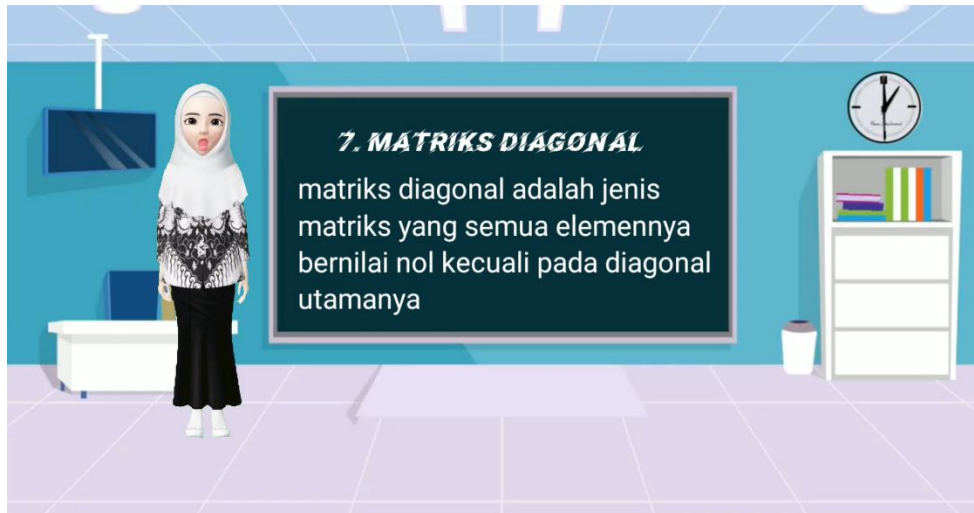 7. MATRIKS DIAGONAL
matriks diagonal adalah jenis
matriks yang semua elemennya
bernilai nol kecuali pada diagonal
utamanya